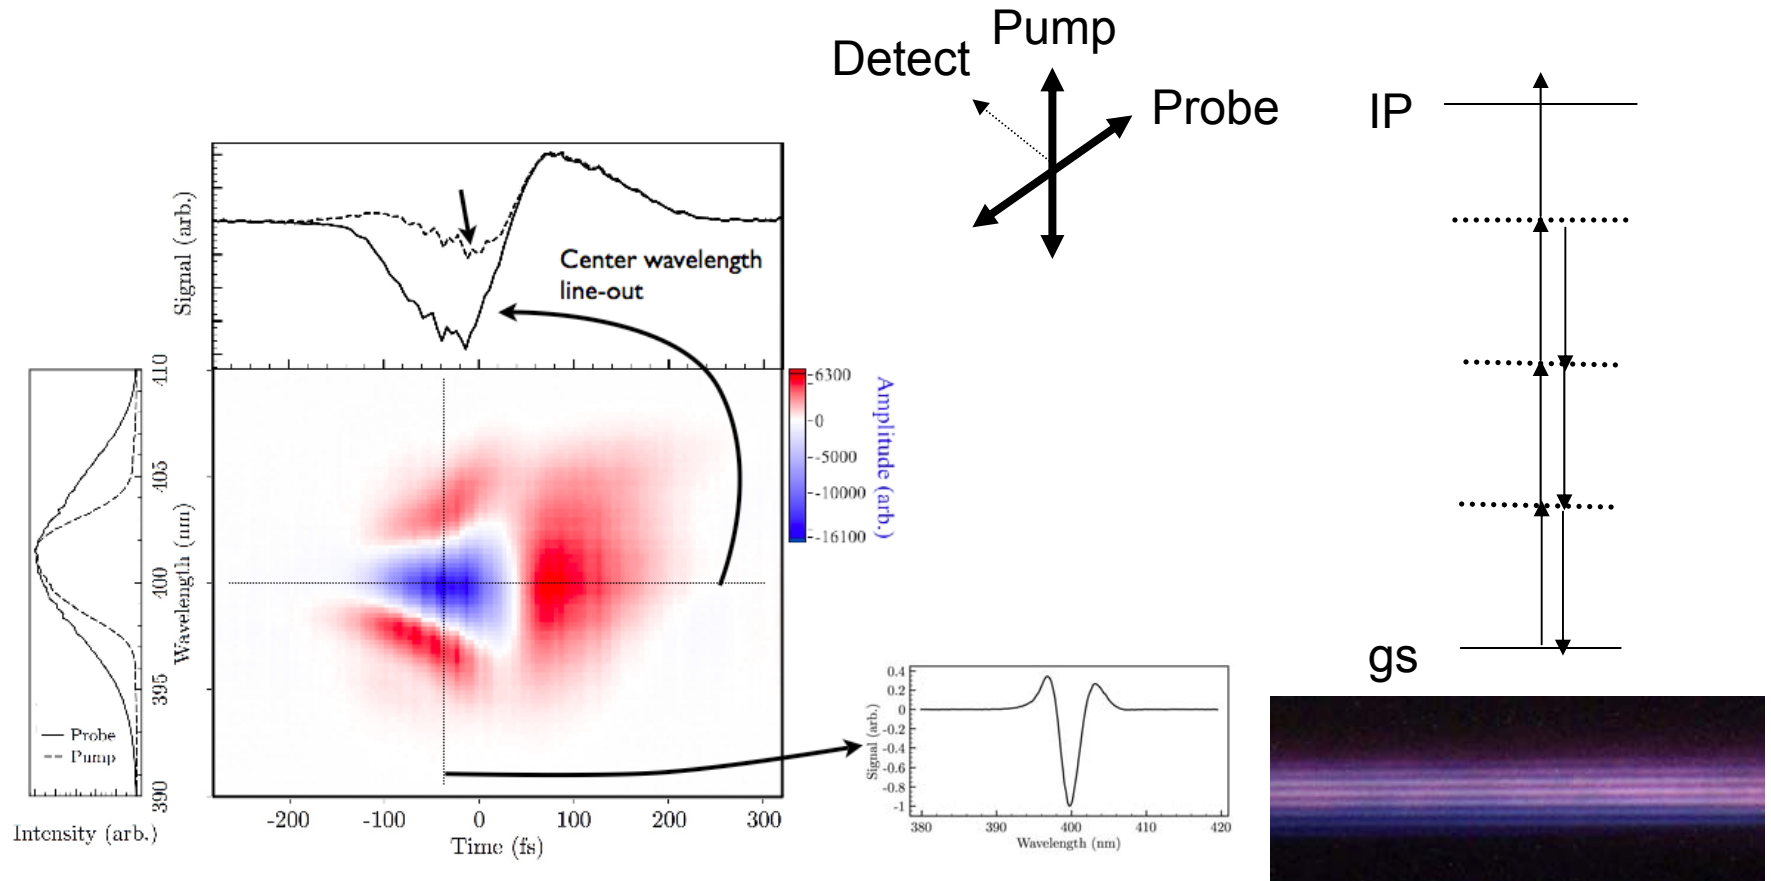 Pump
Detect
Probe
IP
gs
Signal (arb.)
Center wavelength
line-out
410
405
400
395
390
Wavelength (nm)
Probe
Pump
Intensity (arb.)
-200
-100
0
100
200
300
Time (fs)
6300
0
-5000
-10000
-16100
Amplitude (arb.)
0.4
0.2
0
-0.2
-0.4
-0.6
-0.8
-1
Signal (arb.)
380
390
400
410
420
Wavelength (nm)